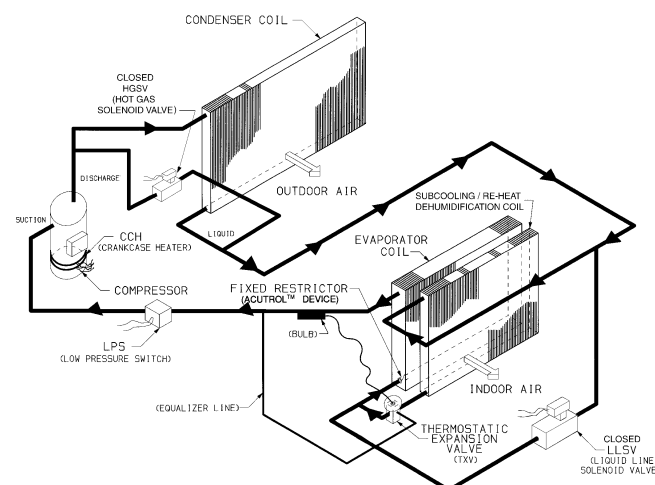 CONDENSER COIL
CLOSED
HGSV
(HOT GAS
SOLENOID VALVE)
DISCHARGE
OUTDOOR AIR
SUBCOOLING / RE-HEAT
DEHUMIDIFICATION COIL
SUCTION
LIQUID
EVAPORATOR
COIL
CCH
(CRANKCASE HEATER)
COMPRESSOR
FIXED RESTRICTOR
(ACUTROL™ DEVICE)
(BULB)
LPS
(LOW PRESSURE SWITCH)
INDOOR AIR
(EQUALIZER LINE)
THERMOSTATIC
EXPANSION
VALVE
(TXV)
CLOSED
LLSV
(LIQUID LINE
SOLENOID VALVE